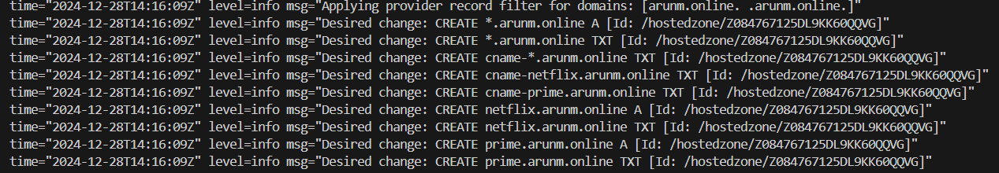 time="2024-12-28T14:16:09Z" level=info msg="Applying provider record filter for domains: [arunm.online. .arunm.online.]"
time="2024-12-28T14:16:09Z" level=info msg="Desired change: CREATE *.arunm.online A [Id: /hostedzone/Z084767125DL9KK60QQVG]"
time="2024-12-28T14:16:09Z" level=info msg="Desired change: CREATE *.arunm.online TXT [Id: /hostedzone/Z084767125DL9KK60QQVG]"
time="2024-12-28T14:16:09Z" level=info msg="Desired change: CREATE cname-*.arunm.online TXT [Id: /hostedzone/Z084767125DL9KK60QQVG]"
time="2024-12-28T14:16:09Z" level=info msg="Desired change: CREATE cname-netflix.arunm.online TXT [Id: /hostedzone/Z084767125DL9KK60QQVG]"
time="2024-12-28T14:16:09Z" level=info msg="Desired change: CREATE cname-prime.arunm.online TXT [Id: /hostedzone/Z084767125DL9KK60QQVG]"
time="2024-12-28T14:16:09Z" level=info msg="Desired change: CREATE netflix.arunm.online A [Id: /hostedzone/Z084767125DL9KK60QQVG]"
time="2024-12-28T14:16:09Z" level=info msg="Desired change: CREATE netflix.arunm.online TXT [Id: /hostedzone/Z084767125DL9KK60QQVG]"
time="2024-12-28T14:16:09Z" level=info msg="Desired change: CREATE prime.arunm.online A [Id: /hostedzone/Z084767125DL9KK60QQVG]"
time="2024-12-28T14:16:09Z" level=info msg="Desired change: CREATE prime.arunm.online TXT [Id: /hostedzone/Z084767125DL9KK60QQVG]"